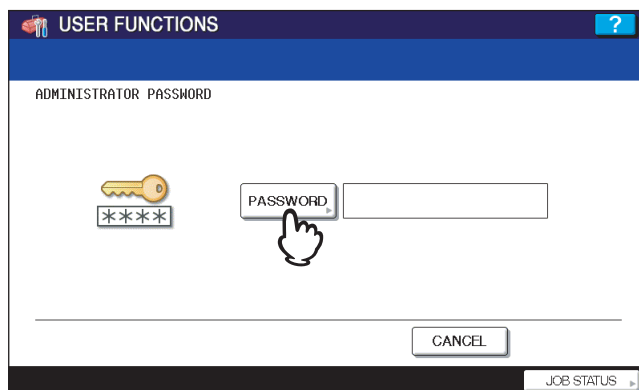 USER FUNCTIONS
?
ADMINISTRATOR PASSWORD
PASSWORD
****
CANCEL
JOB STATUS